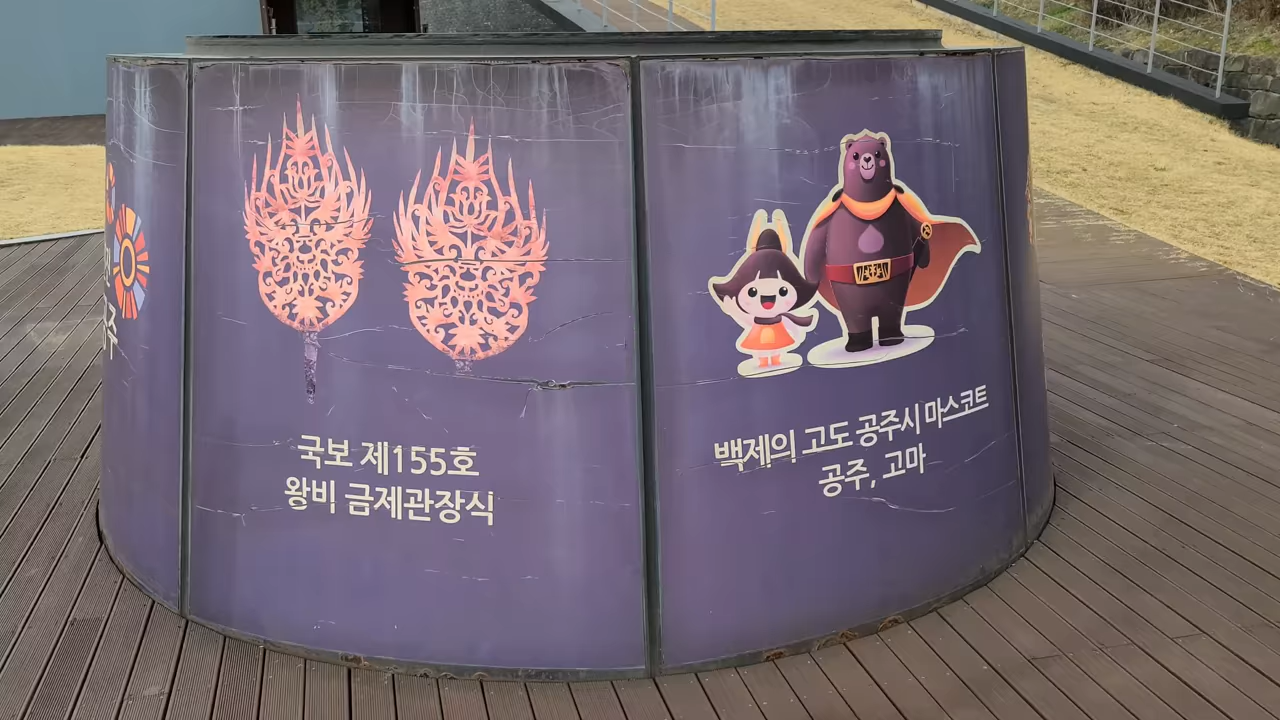 국보 제155호
왕비 금제관장식
백제의 고도 공주시 마스코트
공주, 고마